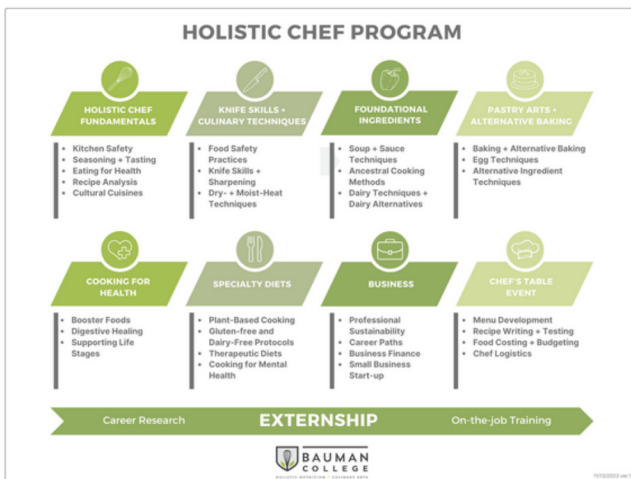 HOLISTIC CHEF PROGRAM
HOLISTIC CHEF
FUNDAMENTALS
• Kitchen Safety
• Seasoning + Tasting
• Eating for Health
• Recipe Analysis
• Cultural Cuisines
KNIFE SKILLS +
CULINARY TECHNIQUES
• Food Safety
Practices
• Knife Skills +
Sharpening
• Dry- + Moist-Heat
Techniques
FOUNDATIONAL
INGREDIENTS
• Soup + Sauce
Techniques
• Ancestral Cooking
Methods
• Dairy Techniques +
Dairy Alternatives
PASTRY ARTS +
ALTERNATIVE BAKING
• Baking + Alternative Baking
• Egg Techniques
• Alternative Ingredient
Techniques
COOKING FOR
HEALTH
• Booster Foods
• Digestive Healing
• Supporting Life
Stages
SPECIALTY DIETS
• Plant-Based Cooking
• Gluten-free and
Dairy-Free Protocols
• Therapeutic Diets
• Cooking for Mental
Health
BUSINESS
• Professional
Sustainability
• Career Paths
• Business Finance
• Small Business
Start-up
CHEF'S TABLE
EVENT
• Menu Development
• Recipe Writing + Testing
• Food Costing + Budgeting
• Chef Logistics
Career Research
EXTERNSHIP
On-the-job Training
BAUMAN
COLLEGE
HOLISTIC NUTRITION + CULINARY ARTS